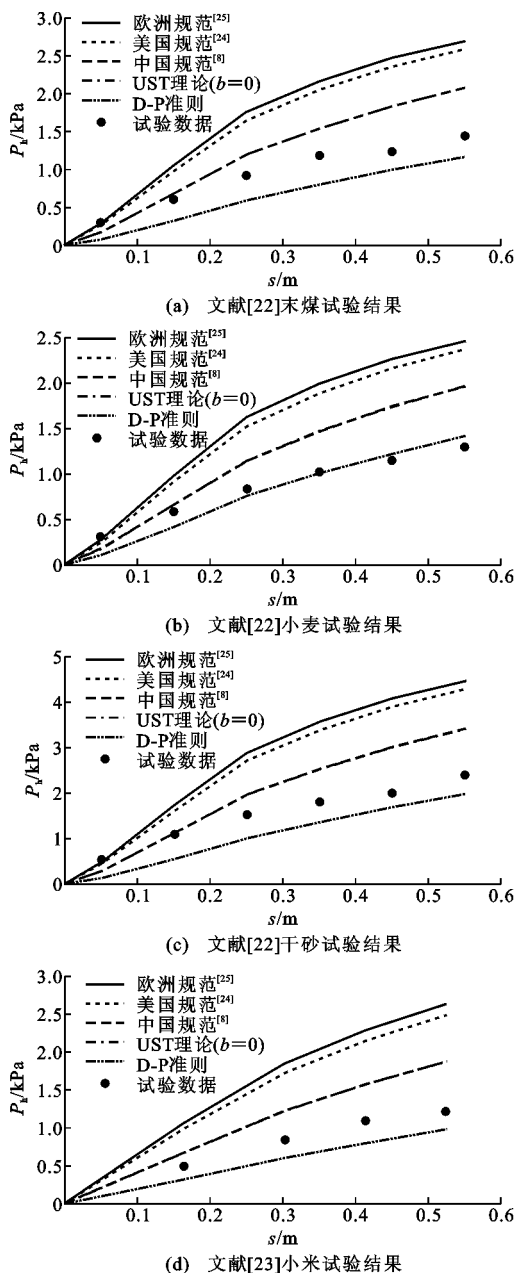 3.0
2.5
2.0
1.5
1.0
0.5
0
P_h/kPa
欧洲规范[25]
美国规范[24]
中国规范[8]
UST理论(b=0)
D-P准则
试验数据
0.1 0.2 0.3 0.4 0.5 0.6
s/m
(a) 文献[22]末煤试验结果
2.5
2.0
1.5
1.0
0.5
0
P_h/kPa
欧洲规范[25]
美国规范[24]
中国规范[8]
UST理论(b=0)
D-P准则
试验数据
0.1 0.2 0.3 0.4 0.5 0.6
s/m
(b) 文献[22]小麦试验结果
5
4
3
2
1
0
P_h/kPa
欧洲规范[25]
美国规范[24]
中国规范[8]
UST理论(b=0)
D-P准则
试验数据
0.1 0.2 0.3 0.4 0.5 0.6
s/m
(c) 文献[22]干砂试验结果
3.0
2.5
2.0
1.5
1.0
0.5
0
P_h/kPa
欧洲规范[25]
美国规范[24]
中国规范[8]
UST理论(b=0)
D-P准则
试验数据
0.1 0.2 0.3 0.4 0.5 0.6
s/m
(d) 文献[23]小米试验结果